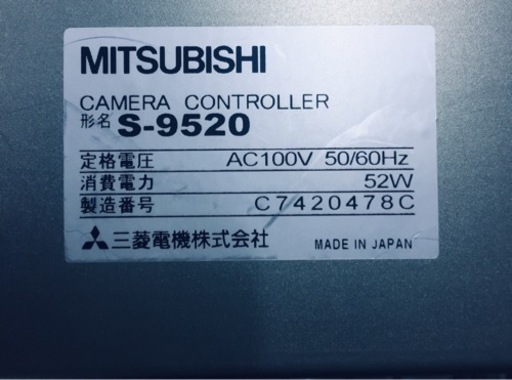 MITSUBISHI
CAMERA CONTROLLER
形名 S-9520
定格電圧 AC100V 50/60Hz
消費電力 52W
製造番号 C7420478C
三菱電機株式会社 MADE IN JAPAN